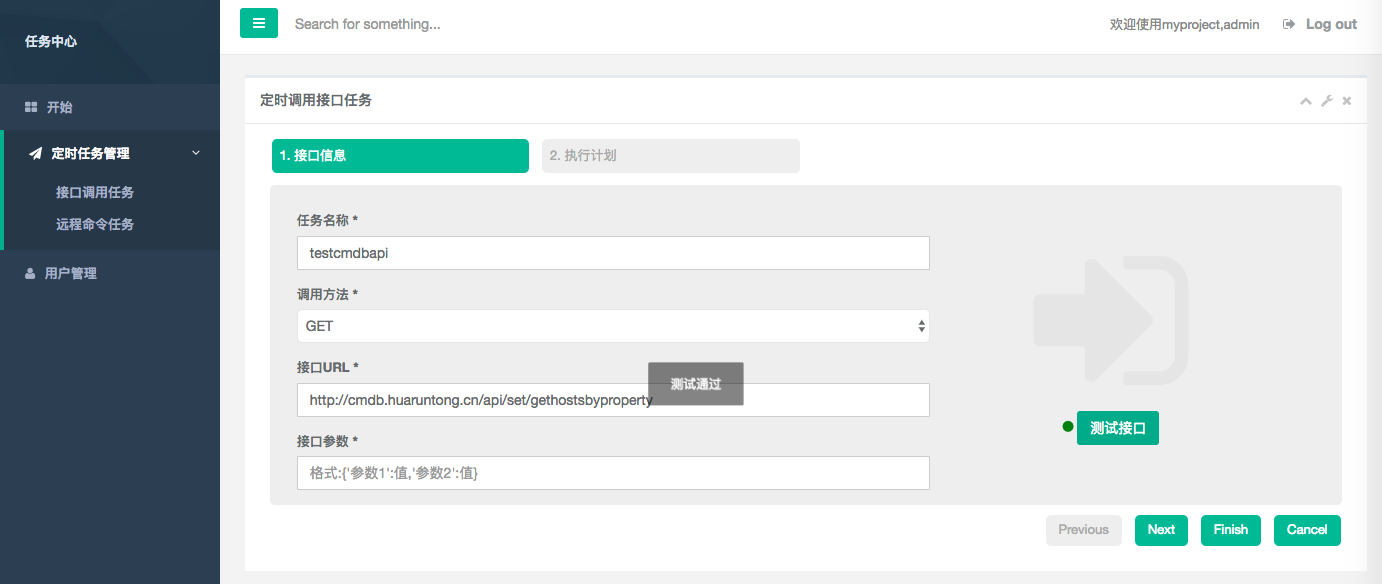 任务中心
开始
定时任务管理
接口调用任务
远程命令任务
用户管理
Search for something...
欢迎使用myproject,admin
Log out
定时调用接口任务
1. 接口信息
2. 执行计划
任务名称 *
testcmdbapi
调用方法 *
GET
接口URL *
http://cmdb.huaruntong.cn/api/set/gethostsbyproperty
测试通过
接口参数 *
格式:{'参数1':值,'参数2':值}
测试接口
Previous
Next
Finish
Cancel